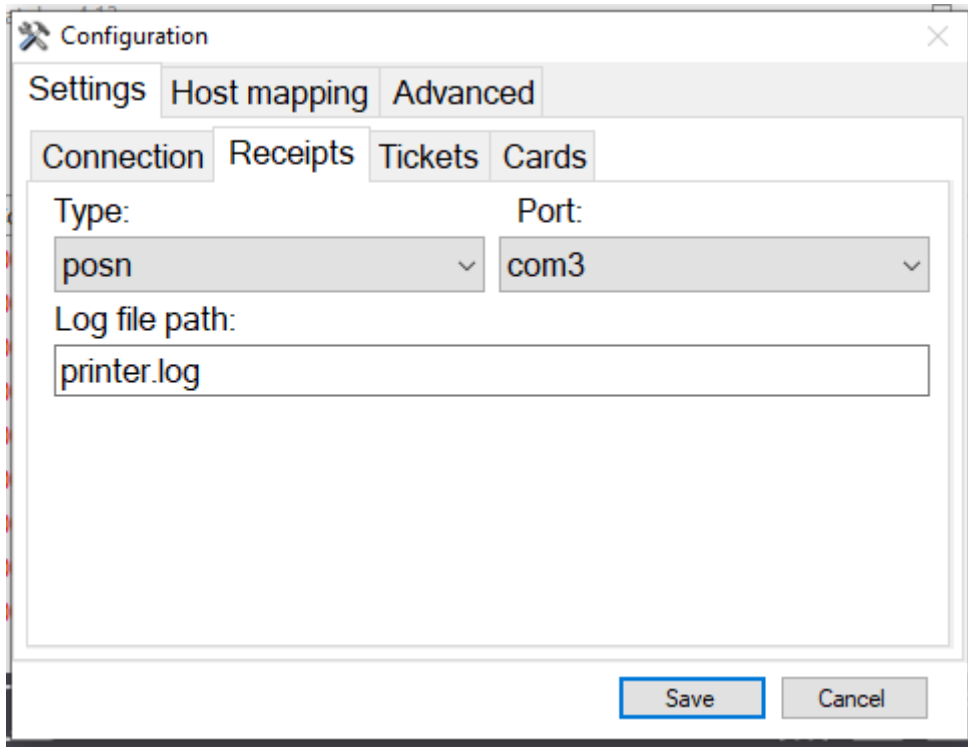 Configuration
Settings Host mapping Advanced
Connection Receipts Tickets Cards
Type: Port:
posn com3
Log file path:
printer.log
Save Cancel